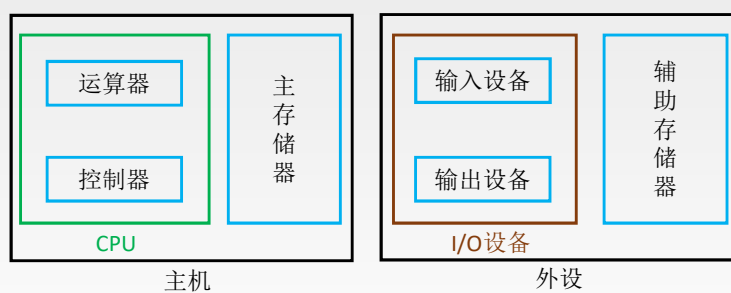 运算器
控制器
CPU
主存储器
主机
输入设备
输出设备
I/O设备
辅助存储器
外设